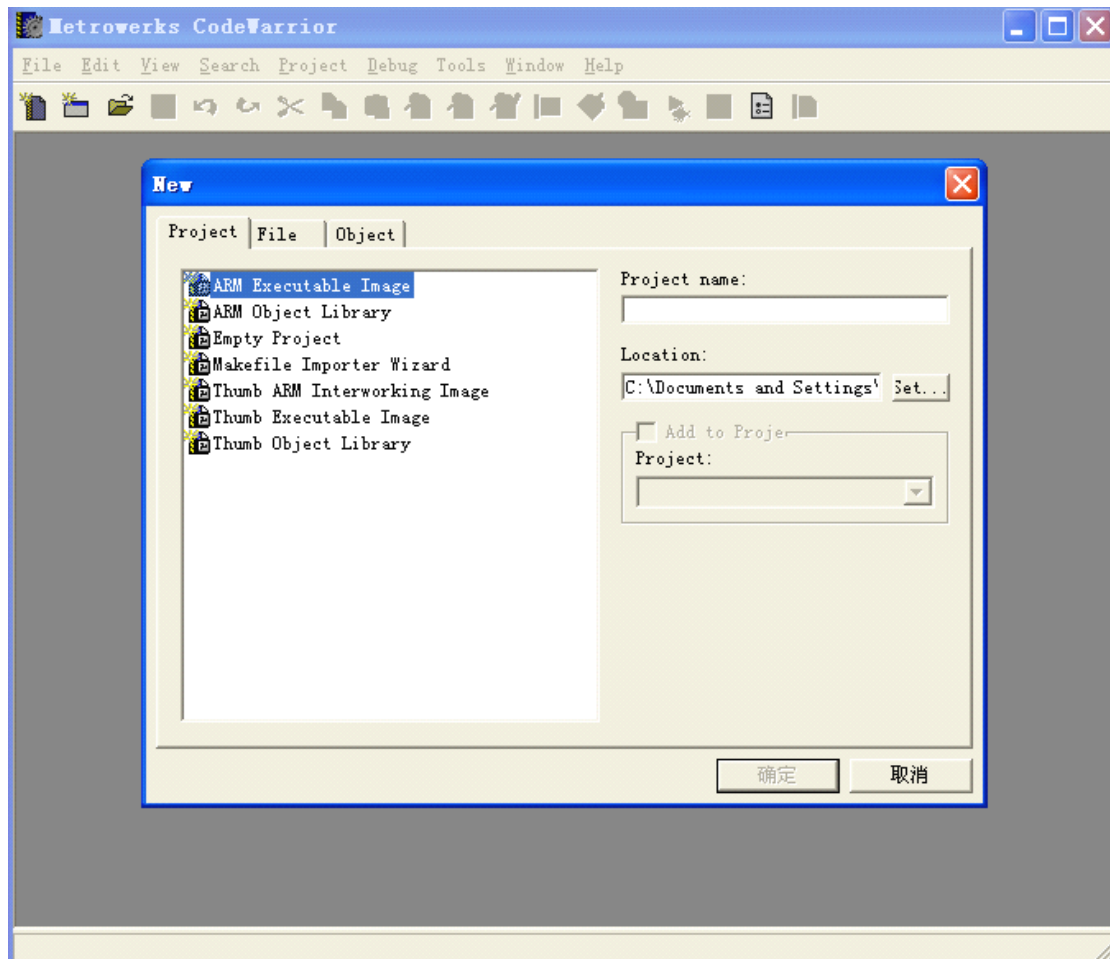 Metrowerks CodeWarrior
File Edit View Search Project Debug Tools Window Help
New
Project File Object
ARM Executable Image
ARM Object Library
Empty Project
Makefile Importer Wizard
Thumb ARM Interworking Image
Thumb Executable Image
Thumb Object Library
Project name:
Location:
C:\Documents and Settings\ Set...
Add to Projec
Project:
确定 取消